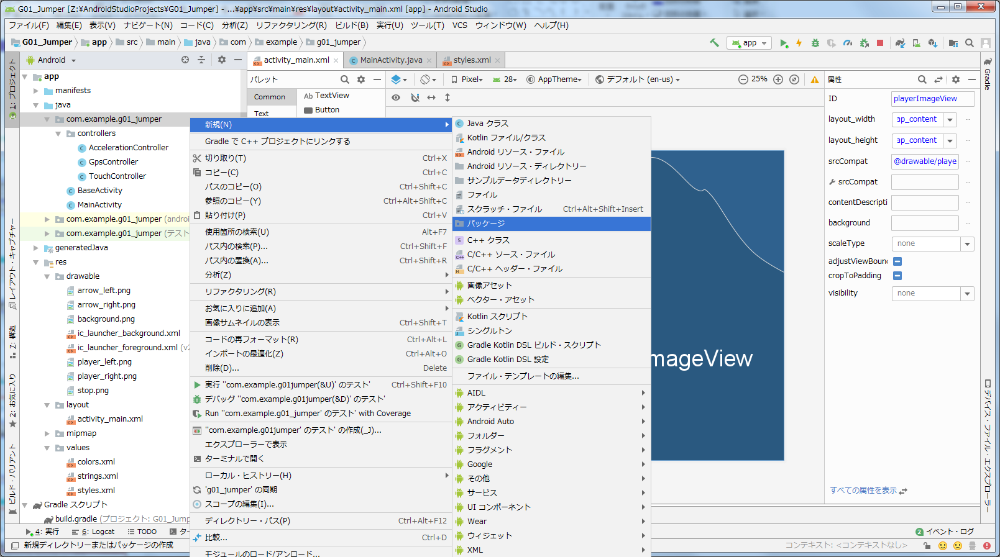 G01_Jumper [Z:¥AndroidStudioProjects¥G01_Jumper] - ...¥app¥src¥main¥res¥layout¥activity_main.xml [app] - Android Studio
ファイル(F) 編集(E) 表示(V) ナビゲート(N) コード(C) 分析(Z) リファクタリング(R) ビルド(B) 実行(U) ツール(T) VCS ウィンドウ(W) ヘルプ(H)
G01_Jumper app src main java com example g01_jumper
app
Android
activity_main.xml
MainActivity.java
styles.xml
1: プロジェクト
レイアウト・キャプチャー
7: 構造
2: お気に入り
ビルド・バリアント
app
manifests
java
com.example.g01_jumper
controllers
AccelerationController
GpsController
TouchController
BaseActivity
MainActivity
com.example.g01_jumper (androi
com.example.g01_jumper (テスト
generatedJava
res
drawable
arrow_left.png
arrow_right.png
background.png
ic_launcher_background.xml
ic_launcher_foreground.xml (v2
player_left.png
player_right.png
stop.png
layout
activity_main.xml
mipmap
values
colors.xml
strings.xml
styles.xml
Gradle スクリプト
build.gradle (プロジェクト: G01_Jump
パレット
Common
Text
Ab TextView
Button
Pixel
28
AppTheme
デフォルト (en-us)
25%
新規(N)
Gradle で C++ プロジェクトにリンクする
切り取り(T) Ctrl+X
コピー(C) Ctrl+C
パスのコピー(O) Ctrl+Shift+C
参照のコピー(Y) Ctrl+Alt+Shift+C
貼り付け(P) Ctrl+V
使用箇所の検索(U) Alt+F7
パス内の検索(P)... Ctrl+Shift+F
パス内の置換(A)... Ctrl+Shift+R
分析(Z)
リファクタリング(R)
お気に入りに追加(A)
画像サムネイルの表示 Ctrl+Shift+T
コードの再フォーマット(R) Ctrl+Alt+L
インポートの最適化(Z) Ctrl+Alt+O
削除(D)... Delete
実行 ''com.example.g01jumper(&U)' のテスト' Ctrl+Shift+F10
デバッグ ''com.example.g01jumper(&D)' のテスト'
Run ''com.example.g01_jumper' のテスト' with Coverage
''com.example.g01jumper' のテスト' の作成(_J)...
エクスプローラーで表示
ターミナルで開く
ローカル・ヒストリー(H)
'g01_jumper' の同期
スコープの編集(I)...
ディレクトリー・パス(P) Ctrl+Alt+F12
比較... Ctrl+D
モジュールのロード/アンロード...
Java クラス
Kotlin ファイル/クラス
Android リソース・ファイル
Android リソース・ディレクトリー
サンプルデータディレクトリー
ファイル
スクラッチ・ファイル Ctrl+Alt+Shift+Insert
パッケージ
C++ クラス
C/C++ ソース・ファイル
C/C++ ヘッダー・ファイル
画像アセット
ベクター・アセット
Kotlin スクリプト
シングルトン
Gradle Kotlin DSL ビルド・スクリプト
Gradle Kotlin DSL 設定
ファイル・テンプレートの編集...
AIDL
アクティビティー
Android Auto
フォルダー
フラグメント
Google
その他
サービス
UI コンポーネント
Wear
ウィジェット
XML
mageView
属性
ID playerImageView
layout_width ap_content
layout_height ap_content
srcCompat @drawable/playe
srcCompat
contentDescripti
background
scaleType none
adjustViewBoun
cropToPadding
visibility none
すべての属性を表示
Gradle
デバイス・ファイル・エクスプローラー
4: 実行
6: Logcat
TODO
ター
2 イベント・ログ
新規ディレクトリーまたはパッケージの作成
コンテキスト: <コンテキストなし>